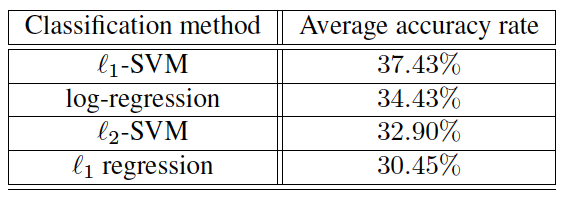 Classification method Average accuracy rate
ℓ₁-SVM 37.43%
log-regression 34.43%
ℓ₂-SVM 32.90%
ℓ₁ regression 30.45%